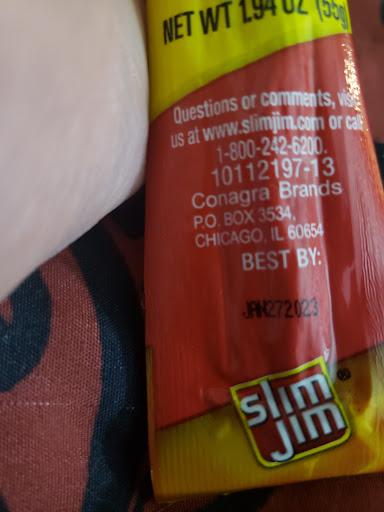 NET WT 1.94 OZ (55g)
Questions or comments, vis
us at www.slimjim.com or call
1-800-242-6200.
10112197-13
Conagra Brands
P.O. BOX 3534,
CHICAGO, IL 60654
BEST BY:
JAN272023
slim
jim
®